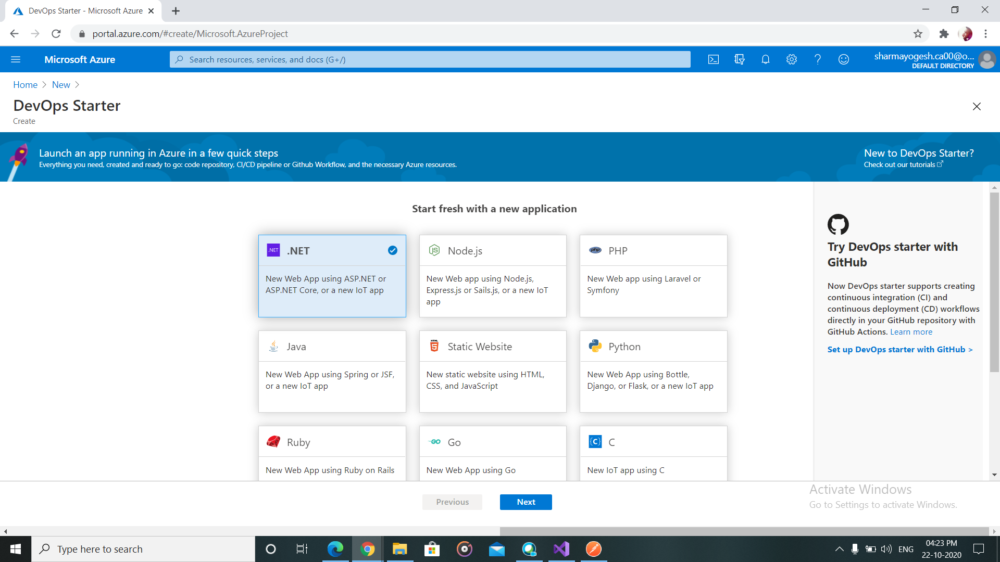 DevOps Starter - Microsoft Azure
portal.azure.com/#create/Microsoft.AzureProject
Microsoft Azure
Search resources, services, and docs (G+/)
sharmayogesh.ca00@o...
DEFAULT DIRECTORY
Home > New >
DevOps Starter
Create
Launch an app running in Azure in a few quick steps
Everything you need, created and ready to go: code repository, CI/CD pipeline or Github Workflow, and the necessary Azure resources.
New to DevOps Starter?
Check out our tutorials
Start fresh with a new application
.NET .NET
New Web App using ASP.NET or
ASP.NET Core, or a new IoT app
JS Node.js
New Web app using Node.js,
Express.js or Sails.js, or a new IoT
app
php PHP
New Web app using Laravel or
Symfony
Java
New Web App using Spring or JSF,
or a new IoT app
HTML 5 Static Website
New static website using HTML,
CSS, and JavaScript
Python
New Web App using Bottle,
Django, or Flask, or a new IoT app
Ruby
New Web App using Ruby on Rails
GO Go
New Web App using Go
{C} C
New IoT app using C
Try DevOps starter with
GitHub
Now DevOps starter supports creating
continuous integration (CI) and
continuous deployment (CD) workflows
directly in your GitHub repository with
GitHub Actions. Learn more
Set up DevOps starter with GitHub >
Previous
Next
Activate Windows
Go to Settings to activate Windows.
Type here to search
ENG
04:23 PM
22-10-2020